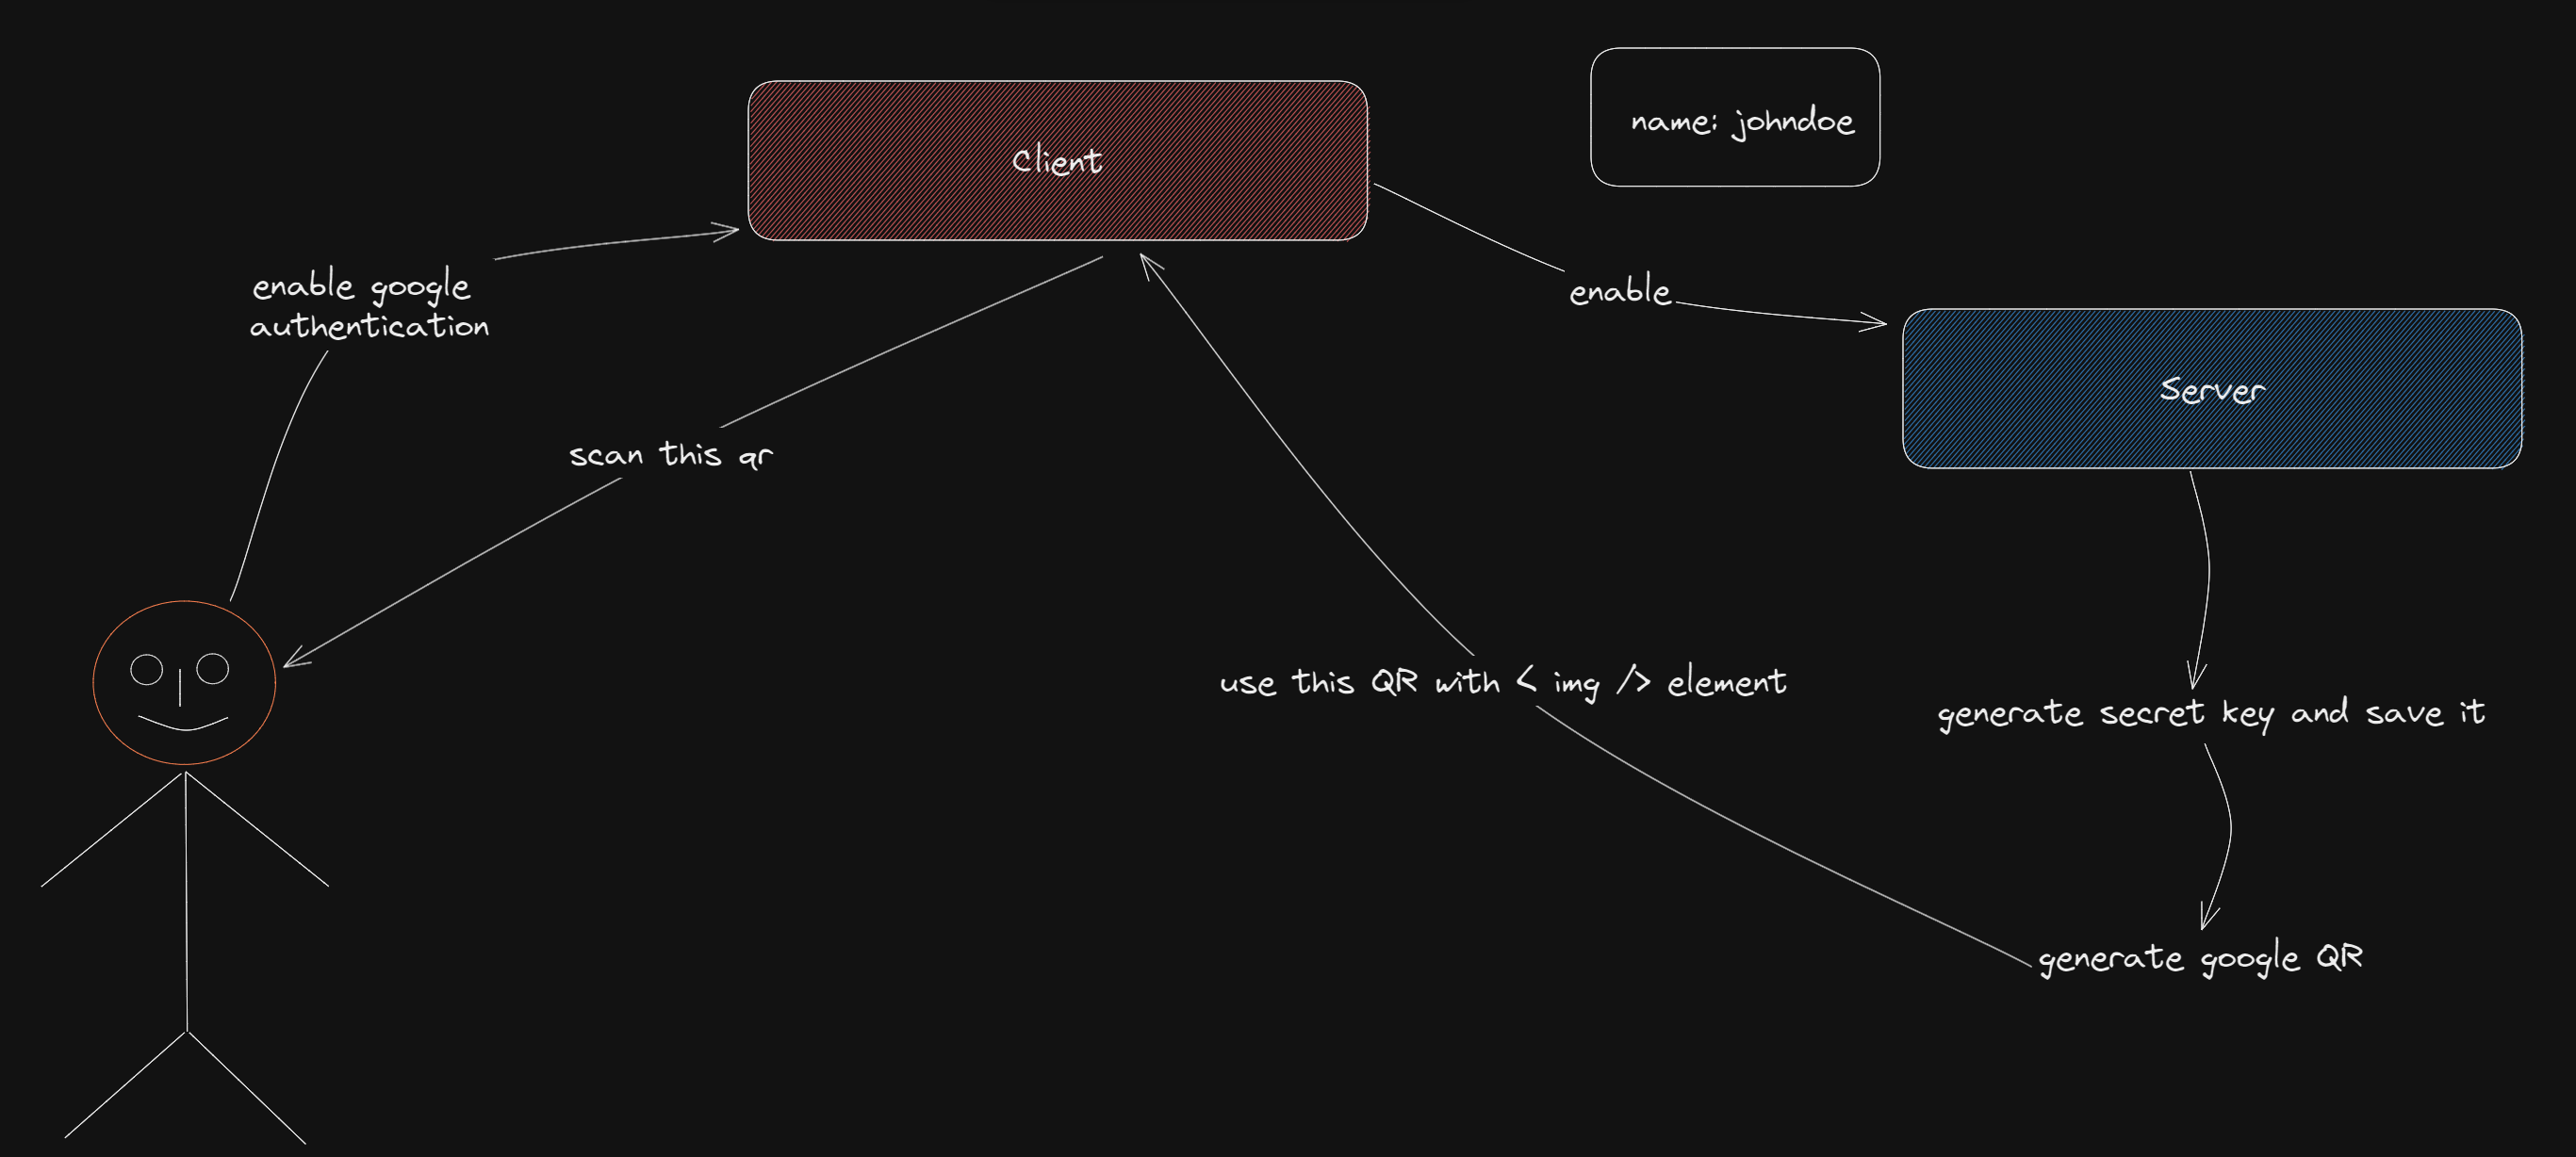 name: johndoe
Client
enable google
authentication
enable
Server
scan this qr
use this QR with < img /> element
generate secret key and save it
generate google QR